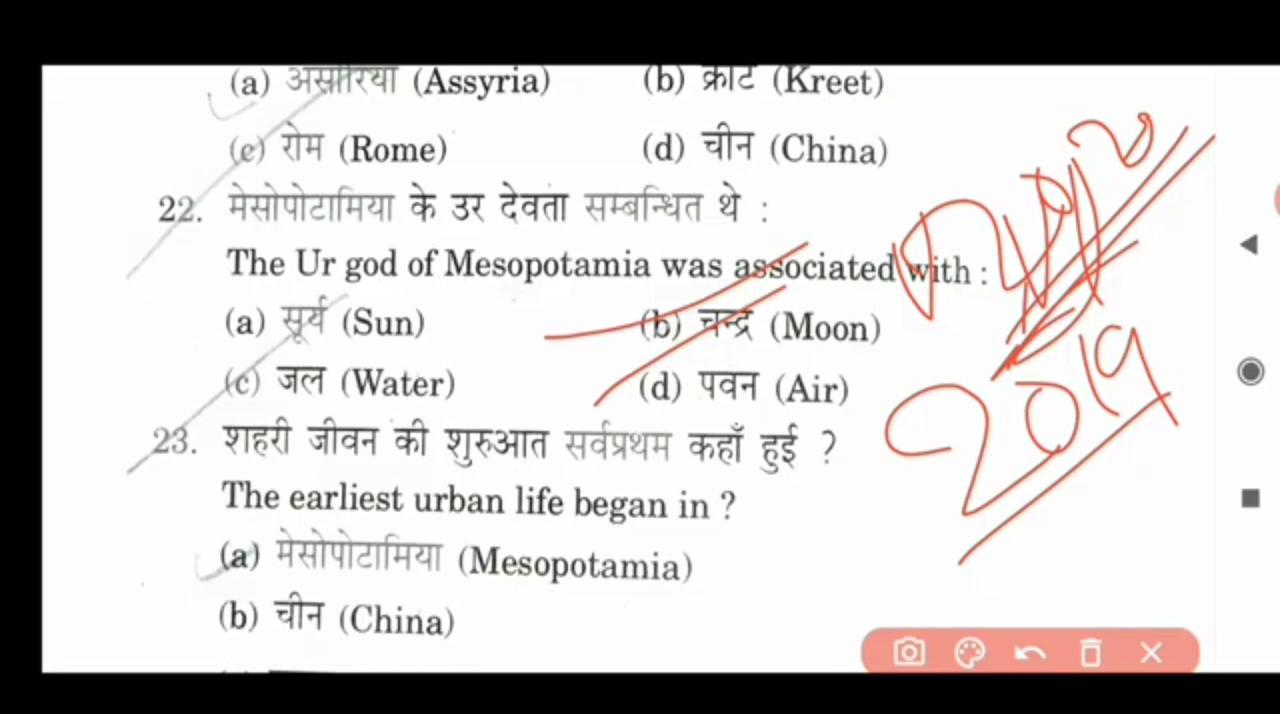 (a) असीरिया (Assyria) (b) क्रीट (Kreet)
(c) रोम (Rome) (d) चीन (China)
22. मेसोपोटामिया के उर देवता सम्बन्धित थे :
The Ur god of Mesopotamia was associated with :
(a) सूर्य (Sun) (b) चन्द्र (Moon)
(c) जल (Water) (d) पवन (Air)
2019
23. शहरी जीवन की शुरुआत सर्वप्रथम कहाँ हुई ?
The earliest urban life began in ?
(a) मेसोपोटामिया (Mesopotamia)
(b) चीन (China)